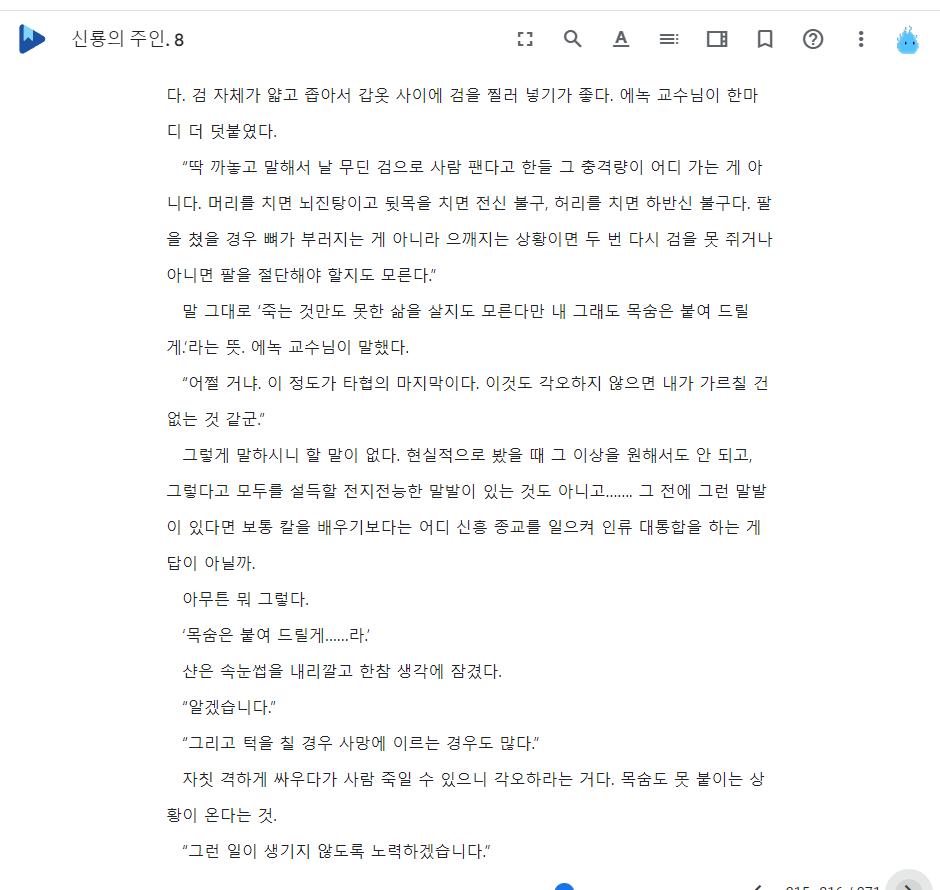 신룡의 주인. 8
다. 검 자체가 얇고 좁아서 갑옷 사이에 검을 찔러 넣기가 좋다. 에녹 교수님이 한마
디 더 덧붙였다.
“딱 까놓고 말해서 날 무딘 검으로 사람 팬다고 한들 그 충격량이 어디 가는 게 아
니다. 머리를 치면 뇌진탕이고 뒷목을 치면 전신 불구, 허리를 치면 하반신 불구다. 팔
을 쳤을 경우 뼈가 부러지는 게 아니라 으깨지는 상황이면 두 번 다시 검을 못 쥐거나
아니면 팔을 절단해야 할지도 모른다.”
말 그대로 ‘죽는 것만도 못한 삶을 살지도 모른다만 내 그래도 목숨은 붙여 드릴
게.’라는 뜻. 에녹 교수님이 말했다.
“어쩔 거냐. 이 정도가 타협의 마지막이다. 이것도 각오하지 않으면 내가 가르칠 건
없는 것 같군.”
그렇게 말하시니 할 말이 없다. 현실적으로 봤을 때 그 이상을 원해서도 안 되고,
그렇다고 모두를 설득할 전지전능한 말발이 있는 것도 아니고……. 그 전에 그런 말발
이 있다면 보통 칼을 배우기보다는 어디 신흥 종교를 일으켜 인류 대통합을 하는 게
답이 아닐까.
아무튼 뭐 그렇다.
‘목숨은 붙여 드릴게……라.’
샨은 속눈썹을 내리깔고 한참 생각에 잠겼다.
“알겠습니다.”
“그리고 턱을 칠 경우 사망에 이르는 경우도 많다.”
자칫 격하게 싸우다가 사람 죽일 수 있으니 각오하라는 거다. 목숨도 못 붙이는 상
황이 온다는 것.
“그런 일이 생기지 않도록 노력하겠습니다.”